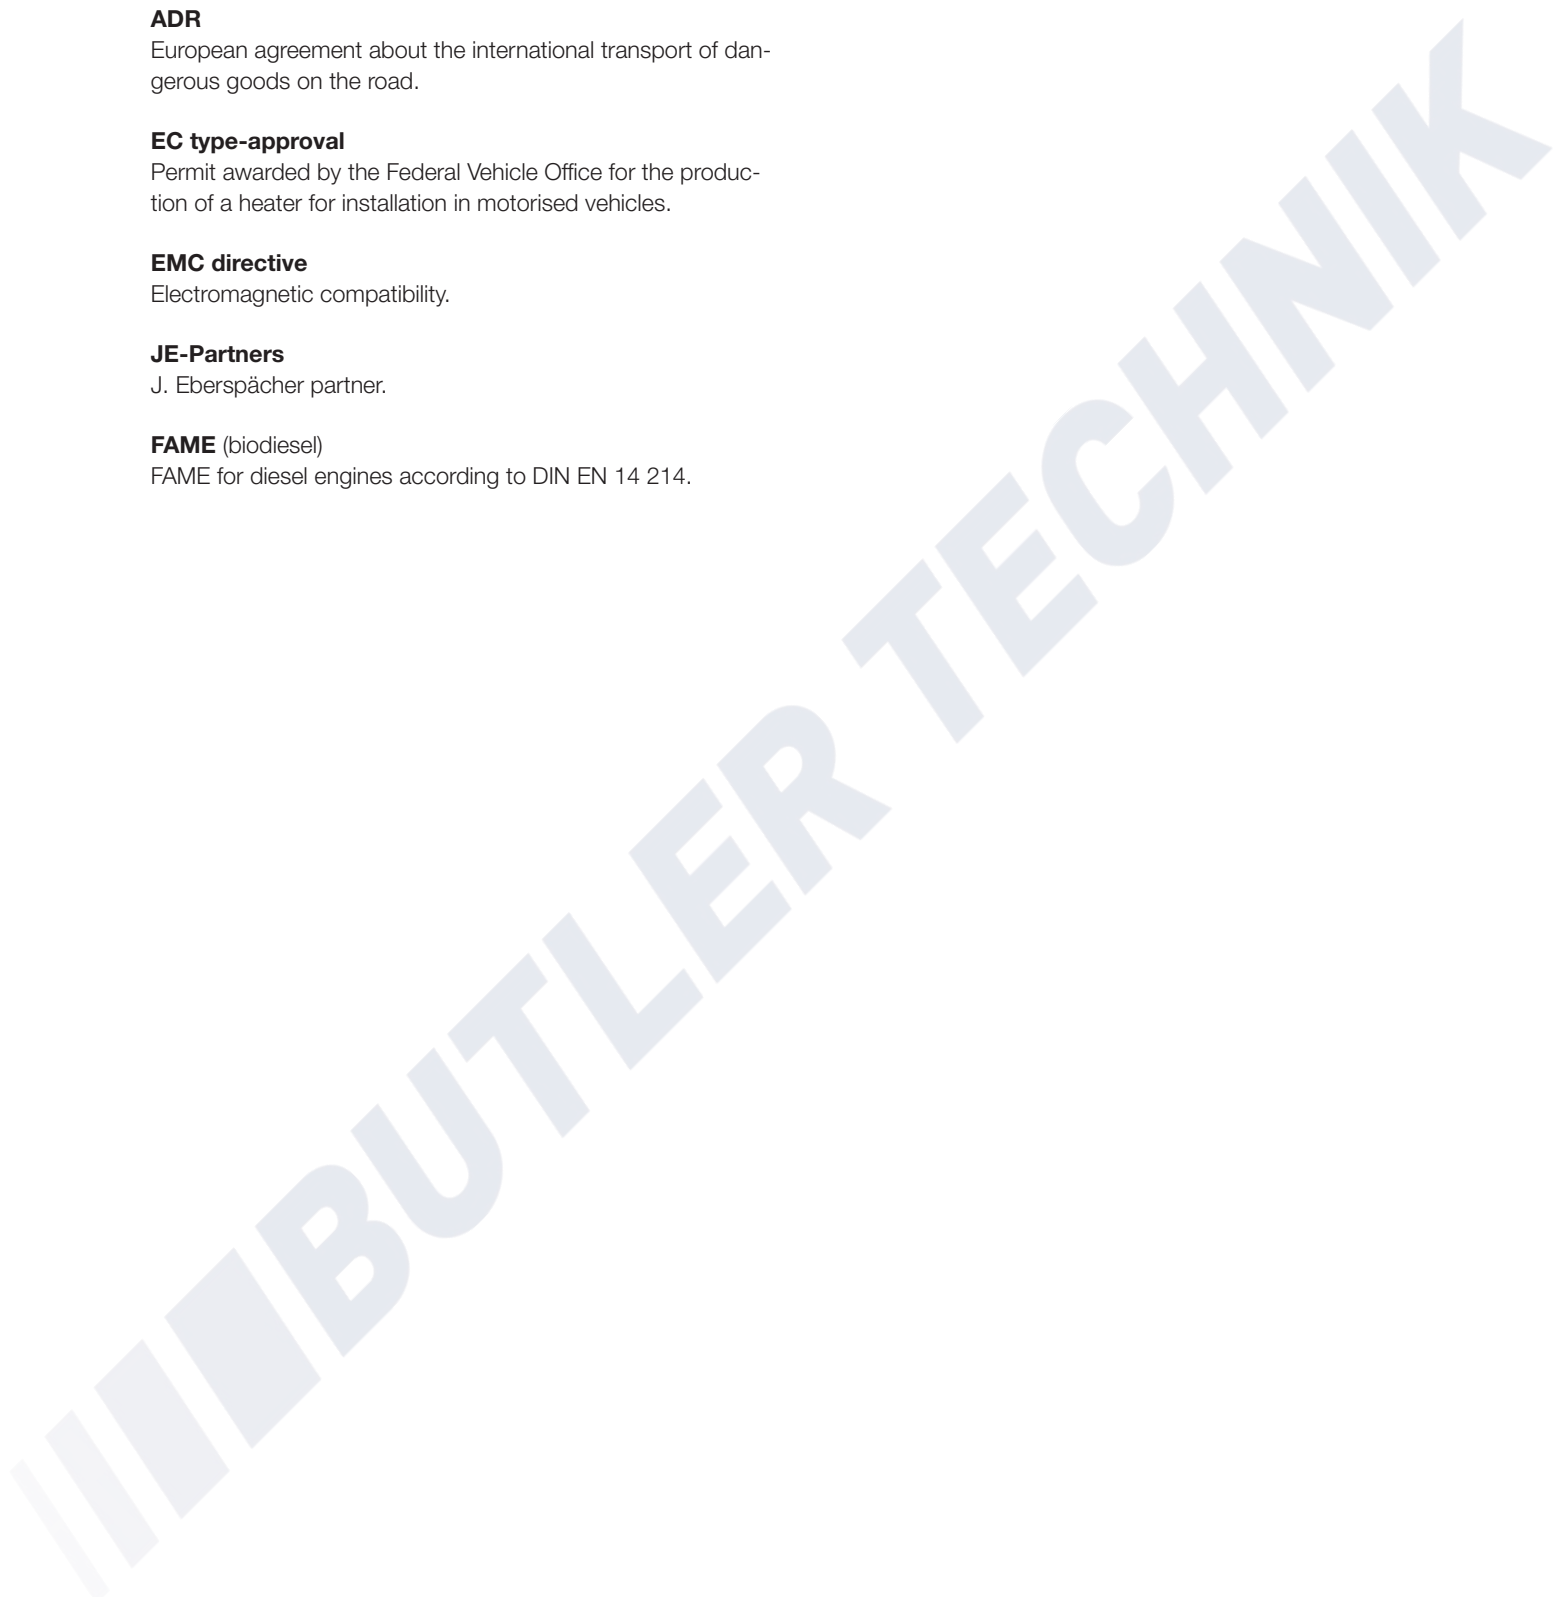 ADR
European agreement about the international transport of dan-
gerous goods on the road.
EC type-approval
Permit awarded by the Federal Vehicle Office for the produc-
tion of a heater for installation in motorised vehicles.
EMC directive
Electromagnetic compatibility.
JE-Partners
J. Eberspächer partner.
FAME (biodiesel)
FAME for diesel engines according to DIN EN 14 214.
BUTLER TECHNIK